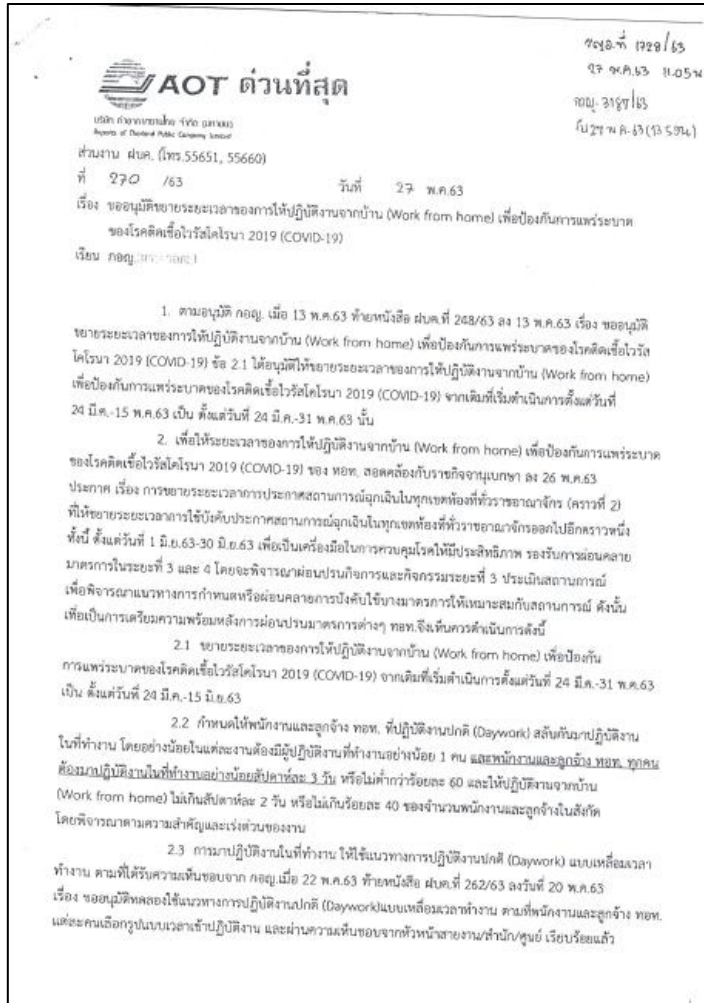 27 พ.ค.63 11.05น
AOT ด่วนที่สุด
บริษัท ท่าอากาศยานไทย จำกัด (มหาชน)
Airports of Thailand Public Company Limited
ส่วนงาน ฝบค. (โทร.55651, 55660)
ที่ 270 /63 วันที่ 27 พ.ค.63
เรื่อง ขออนุมัติขยายระยะเวลาของการให้ปฏิบัติงานจากบ้าน (Work from home) เพื่อป้องกันการแพร่ระบาด
ของโรคติดเชื้อไวรัสโคโรนา 2019 (COVID-19)
เรียน กอญ.
1. ตามอนุมัติ กอญ. เมื่อ 13 พ.ค.63 ท้ายหนังสือ ฝบค.ที่ 248/63 ลง 13 พ.ค.63 เรื่อง ขออนุมัติ
ขยายระยะเวลาของการให้ปฏิบัติงานจากบ้าน (Work from home) เพื่อป้องกันการแพร่ระบาดของโรคติดเชื้อไวรัส
โคโรนา 2019 (COVID-19) ข้อ 2.1 ได้อนุมัติให้ขยายระยะเวลาของการให้ปฏิบัติงานจากบ้าน (Work from home)
เพื่อป้องกันการแพร่ระบาดของโรคติดเชื้อไวรัสโคโรนา 2019 (COVID-19) จากเดิมที่เริ่มดำเนินการตั้งแต่วันที่
24 มี.ค.-15 พ.ค.63 เป็น ตั้งแต่วันที่ 24 มี.ค.-31 พ.ค.63 นั้น
2. เพื่อให้ระยะเวลาของการให้ปฏิบัติงานจากบ้าน (Work from home) เพื่อป้องกันการแพร่ระบาด
ของโรคติดเชื้อไวรัสโคโรนา 2019 (COVID-19) ของ ทอท. สอดคล้องกับราชกิจจานุเบกษา ลง 26 พ.ค.63
ประกาศ เรื่อง การขยายระยะเวลาการประกาศสถานการณ์ฉุกเฉินในทุกเขตท้องที่ทั่วราชอาณาจักร (คราวที่ 2)
ที่ให้ขยายระยะเวลาการใช้บังคับประกาศสถานการณ์ฉุกเฉินในทุกเขตท้องที่ทั่วราชอาณาจักรออกไปอีกคราวหนึ่ง
ทั้งนี้ ตั้งแต่วันที่ 1 มิ.ย.63-30 มิ.ย.63 เพื่อเป็นเครื่องมือในการควบคุมโรคให้มีประสิทธิภาพ รองรับการผ่อนคลาย
มาตรการในระยะที่ 3 และ 4 โดยจะพิจารณาผ่อนปรนกิจการและกิจกรรมระยะที่ 3 ประเมินสถานการณ์
เพื่อพิจารณาแนวทางการกำหนดหรือผ่อนคลายการบังคับใช้บางมาตรการให้เหมาะสมกับสถานการณ์ ดังนั้น
เพื่อเป็นการเตรียมความพร้อมหลังการผ่อนปรนมาตรการต่างๆ ทอท.จึงเห็นควรดำเนินการดังนี้
2.1 ขยายระยะเวลาของการให้ปฏิบัติงานจากบ้าน (Work from home) เพื่อป้องกัน
การแพร่ระบาดของโรคติดเชื้อไวรัสโคโรนา 2019 (COVID-19) จากเดิมที่เริ่มดำเนินการตั้งแต่วันที่ 24 มี.ค.-31 พ.ค.63
เป็น ตั้งแต่วันที่ 24 มี.ค.-15 มิ.ย.63
2.2 กำหนดให้พนักงานและลูกจ้าง ทอท. ที่ปฏิบัติงานปกติ (Daywork) สลับกันมาปฏิบัติงาน
ในที่ทำงาน โดยอย่างน้อยในแต่ละงานต้องมีผู้ปฏิบัติงานที่ทำงานอย่างน้อย 1 คน และพนักงานและลูกจ้าง ทอท. ทุกคน
ต้องมาปฏิบัติงานในที่ทำงานอย่างน้อยสัปดาห์ละ 3 วัน หรือไม่ต่ำกว่าร้อยละ 60 และให้ปฏิบัติงานจากบ้าน
(Work from home) ไม่เกินสัปดาห์ละ 2 วัน หรือไม่เกินร้อยละ 40 ของจำนวนพนักงานและลูกจ้างในสังกัด
โดยพิจารณาตามความสำคัญและเร่งด่วนของงาน
2.3 การมาปฏิบัติงานในที่ทำงาน ให้ใช้แนวทางการปฏิบัติงานปกติ (Daywork) แบบเหลื่อมเวลา
ทำงาน ตามที่ได้รับความเห็นชอบจาก กอญ.เมื่อ 22 พ.ค.63 ท้ายหนังสือ ฝบค.ที่ 262/63 ลงวันที่ 20 พ.ค.63
เรื่อง ขออนุมัติทดลองใช้แนวทางการปฏิบัติงานปกติ (Daywork)แบบเหลื่อมเวลาทำงาน ตามที่พนักงานและลูกจ้าง ทอท.
แต่ละคนเลือกรูปแบบเวลาเข้าปฏิบัติงาน และผ่านความเห็นชอบจากหัวหน้าสายงาน/สำนัก/ศูนย์ เรียบร้อยแล้ว